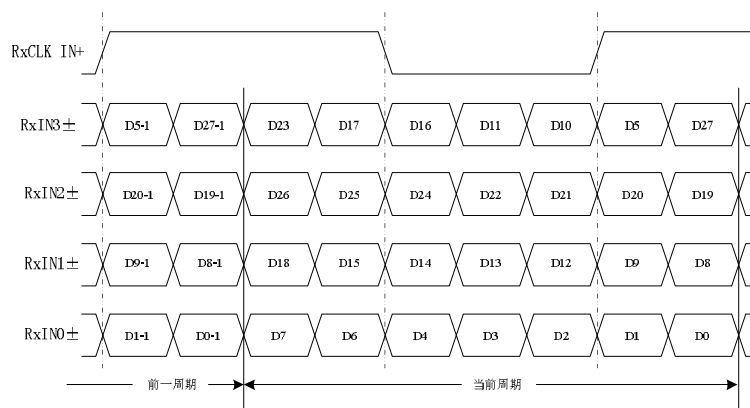 RxCLK IN+
RxIN3± D5-1 D27-1 D23 D17 D16 D11 D10 D5 D27
RxIN2± D20-1 D19-1 D26 D25 D24 D22 D21 D20 D19
RxIN1± D9-1 D8-1 D18 D15 D14 D13 D12 D9 D8
RxIN0± D1-1 D0-1 D7 D6 D4 D3 D2 D1 D0
前一周期 当前周期